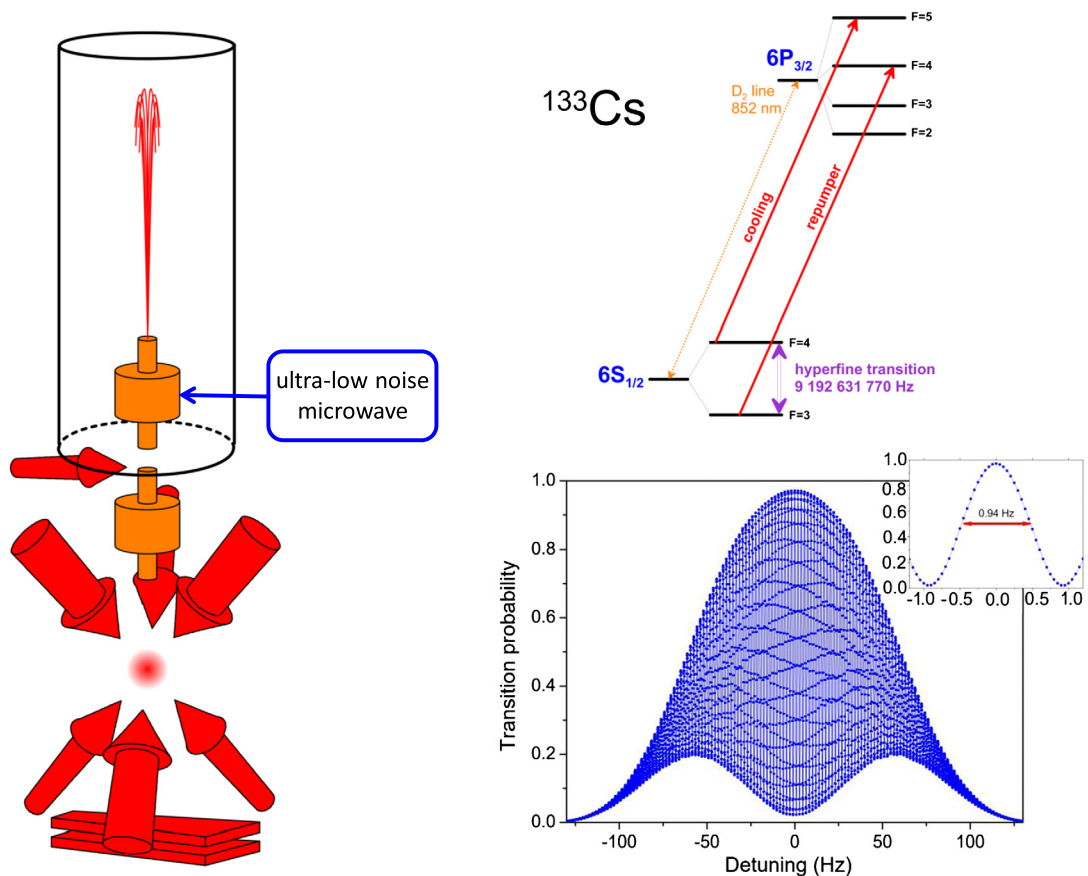 ultra-low noise
microwave
¹³³Cs
6P3/2
D2 line
852 nm
F=5
F=4
F=3
F=2
cooling
repumper
6S1/2
F=4
hyperfine transition
9 192 631 770 Hz
F=3
Transition probability
1.0
0.8
0.6
0.4
0.2
0.0
-100
-50
0
50
100
Detuning (Hz)
1.0
0.8
0.6
0.4
0.2
0.0
0.94 Hz
-1.0
-0.5
0.0
0.5
1.0